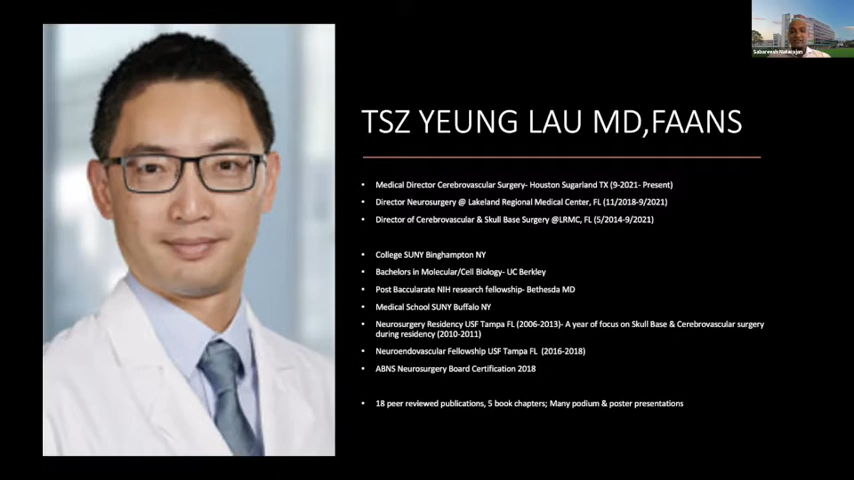 TSZ YEUNG LAU MD,FAANS
• Medical Director Cerebrovascular Surgery- Houston Sugarland TX (9-2021- Present)
• Director Neurosurgery @ Lakeland Regional Medical Center, FL (11/2018-9/2021)
• Director of Cerebrovascular & Skull Base Surgery @LRMC, FL (5/2014-9/2021)
• College SUNY Binghampton NY
• Bachelors in Molecular/Cell Biology- UC Berkley
• Post Baccularate NIH research fellowship- Bethesda MD
• Medical School SUNY Buffalo NY
• Neurosurgery Residency USF Tampa FL (2006-2013)- A year of focus on Skull Base & Cerebrovascular surgery
during residency (2010-2011)
• Neuroendovascular Fellowship USF Tampa FL (2016-2018)
• ABNS Neurosurgery Board Certification 2018
• 18 peer reviewed publications, 5 book chapters; Many podium & poster presentations
Sabareesh Natarajan